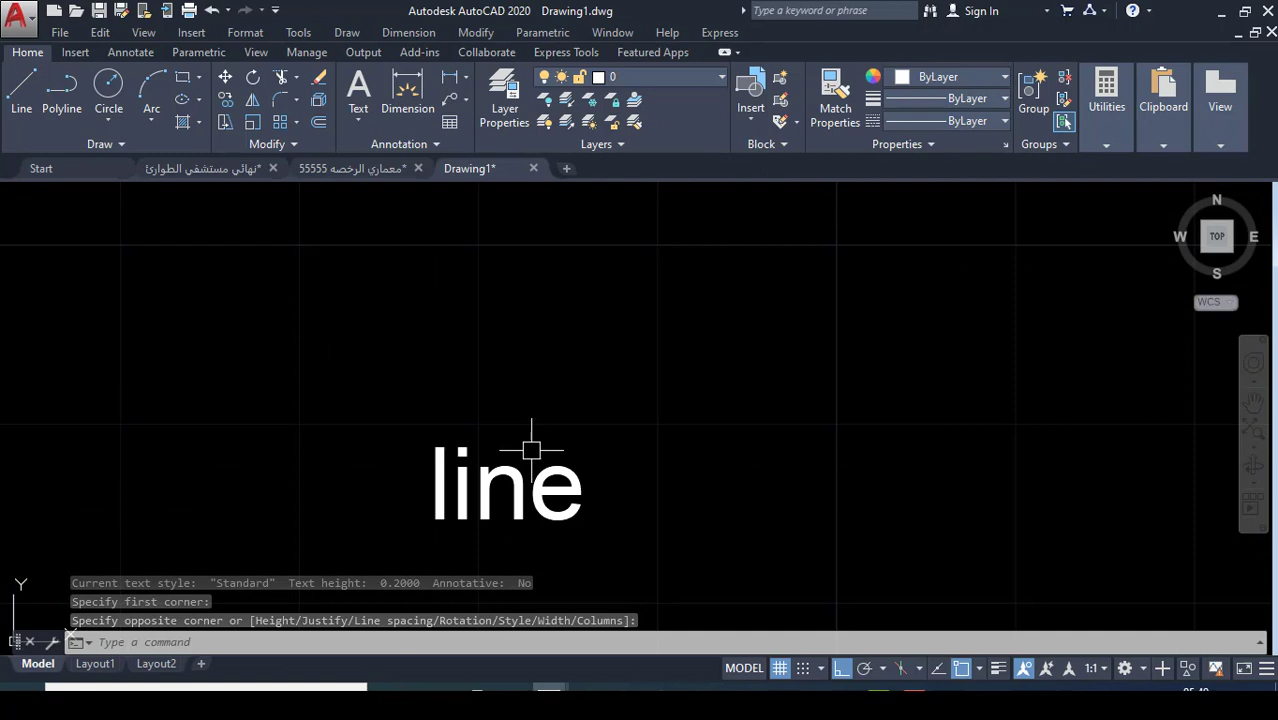 Autodesk AutoCAD 2020 Drawing1.dwg
Type a keyword or phrase
Sign In
File Edit View Insert Format Tools Draw Dimension Modify Parametric Window Help Express
Home Insert Annotate Parametric View Manage Output Add-ins Collaborate Express Tools Featured Apps
Line Polyline Circle Arc
Text Dimension
Layer Properties
0
Insert
Match Properties
ByLayer
ByLayer
ByLayer
Group
Utilities Clipboard View
Draw Modify Annotation Layers Block Properties Groups
Start
نهائي مستشفي الطوارئ*
معماري الرخصه 55555*
Drawing1*
N
W TOP E
S
WCS
line
Y
Current text style: "Standard" Text height: 0.2000 Annotative: No
Specify first corner:
Specify opposite corner or [Height/Justify/Line spacing/Rotation/Style/Width/Columns]:
Type a command
Model Layout1 Layout2
MODEL
1:1